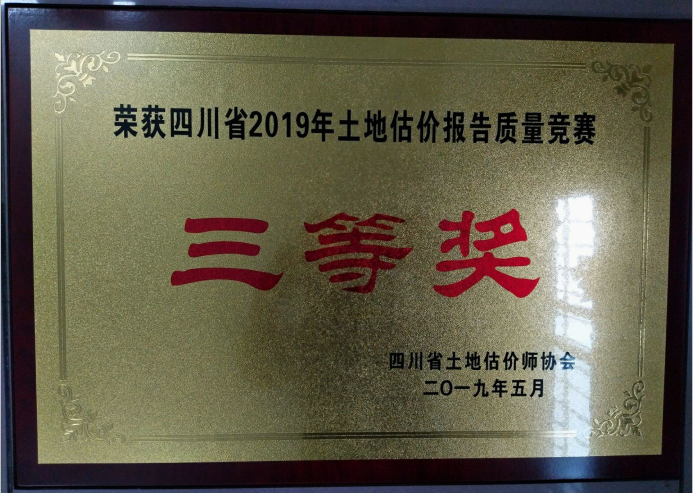 荣获四川省2019年土地估价报告质量竞赛
三等奖
四川省土地估价师协会
二〇一九年五月